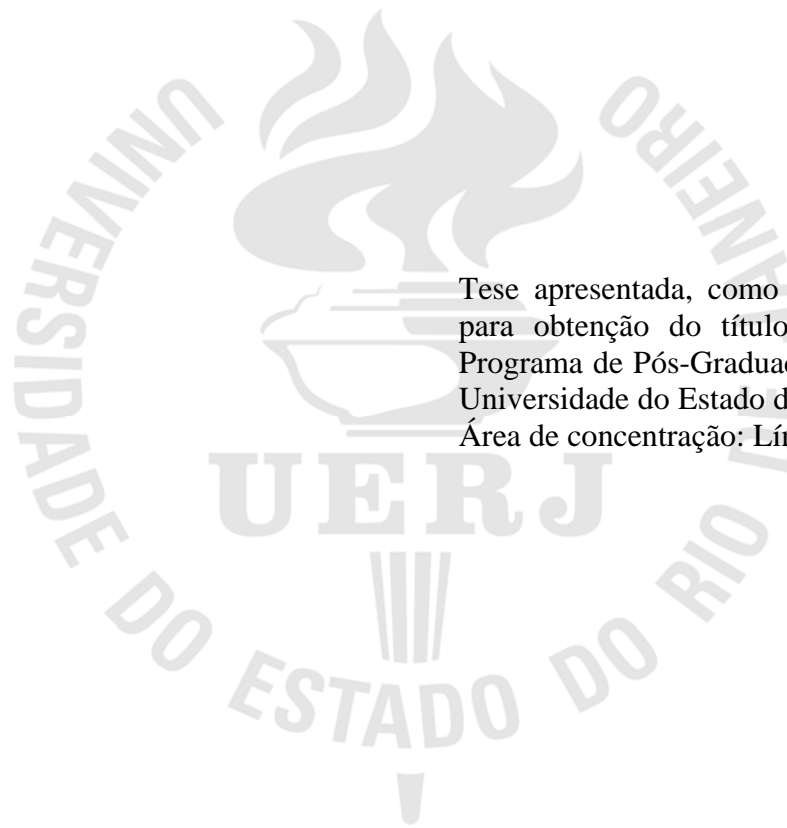 Tese apresentada, como
para obtenção do título
Programa de
Universidade do Estado
Área de concentração:
UNIVERSIDADE DO ESTADO DO RIO
UERJ